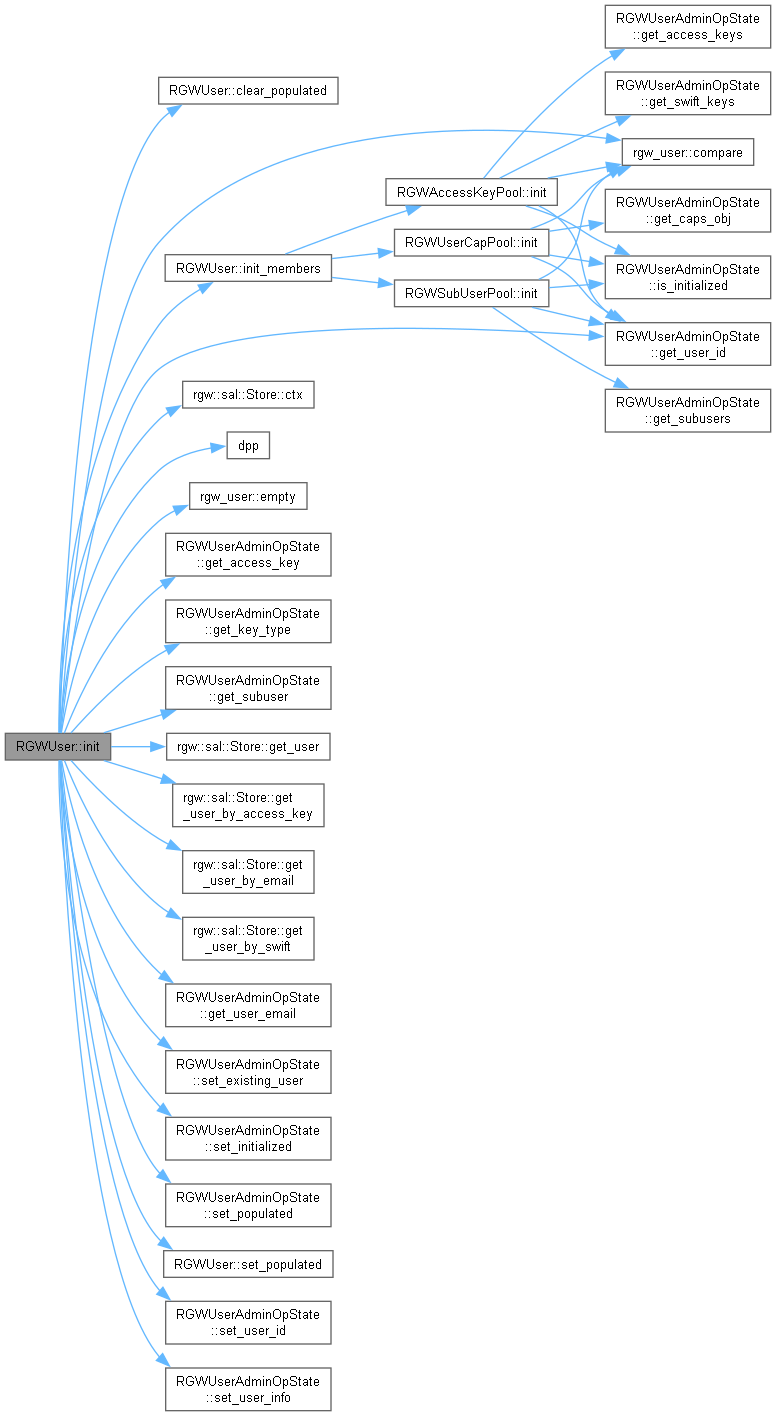 RGWUserAdminOpState
::get_access_keys
RGWUser::clear_populated
RGWUserAdminOpState
::get_swift_keys
rgw_user::compare
RGWAccessKeyPool::init
RGWUserAdminOpState
::get_caps_obj
RGWUserCapPool::init
RGWUser::init_members
RGWUserAdminOpState
::is_initialized
RGWSubUserPool::init
RGWUserAdminOpState
::get_user_id
rgw::sal::Store::ctx
RGWUserAdminOpState
::get_subusers
dpp
rgw_user::empty
RGWUserAdminOpState
::get_access_key
RGWUserAdminOpState
::get_key_type
RGWUserAdminOpState
::get_subuser
RGWUser::init
rgw::sal::Store::get_user
rgw::sal::Store::get
_user_by_access_key
rgw::sal::Store::get
_user_by_email
rgw::sal::Store::get
_user_by_swift
RGWUserAdminOpState
::get_user_email
RGWUserAdminOpState
::set_existing_user
RGWUserAdminOpState
::set_initialized
RGWUserAdminOpState
::set_populated
RGWUser::set_populated
RGWUserAdminOpState
::set_user_id
RGWUserAdminOpState
::set_user_info